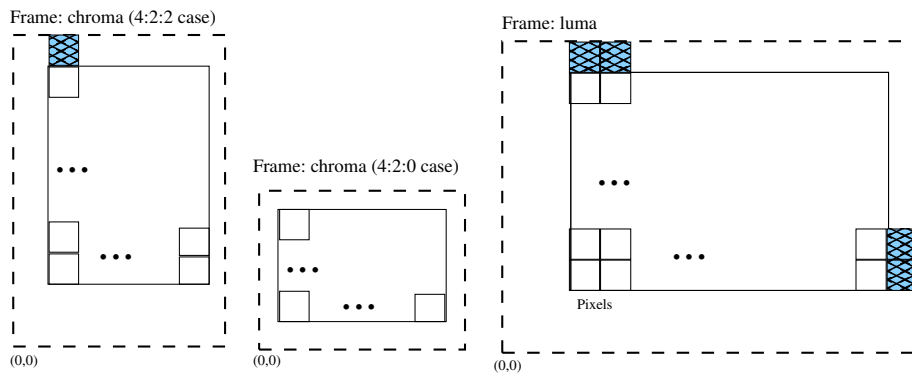 Frame: chroma (4:2:2 case)
Frame: luma
Frame: chroma (4:2:0 case)
Pixels
(0,0)
(0,0)
(0,0)